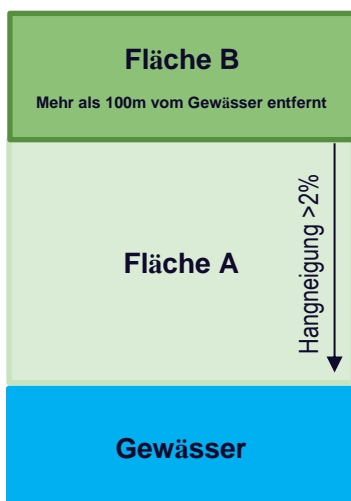 Fläche B
Mehr als 100m vom Gewässer entfernt
Fläche A
Hangneigung >2%
Gewässer